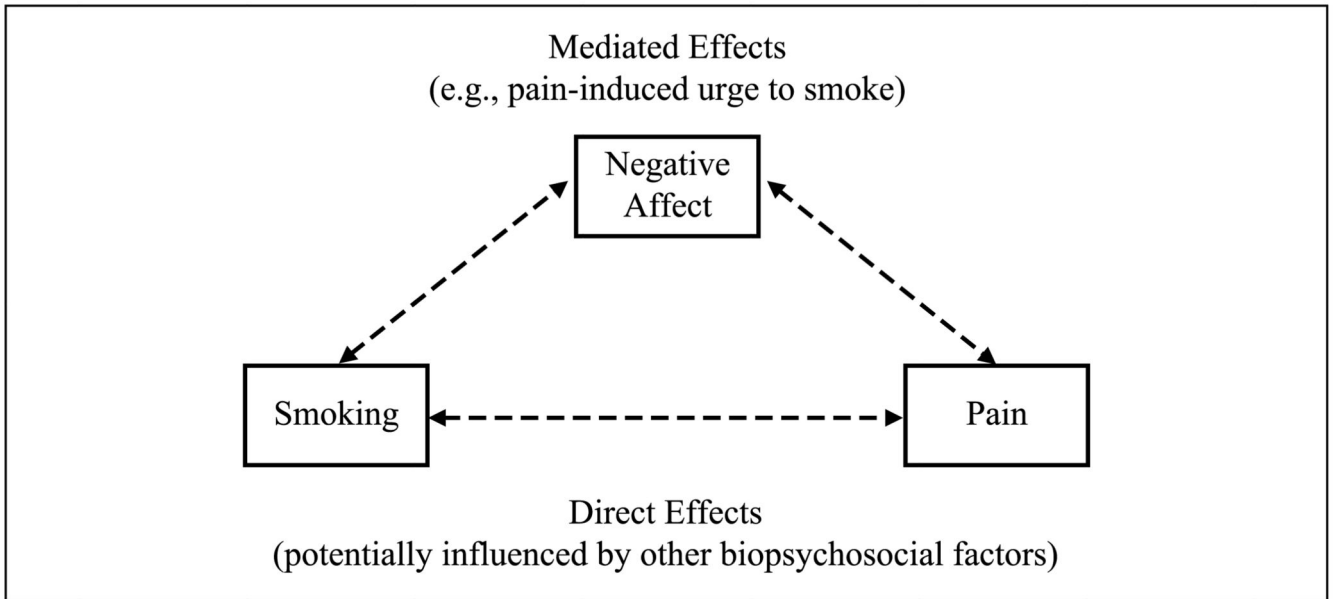 Mediated Effects
(e.g., pain-induced urge to smoke)
Negative
Affect
Smoking
Pain
Direct Effects
(potentially influenced by other biopsychosocial factors)